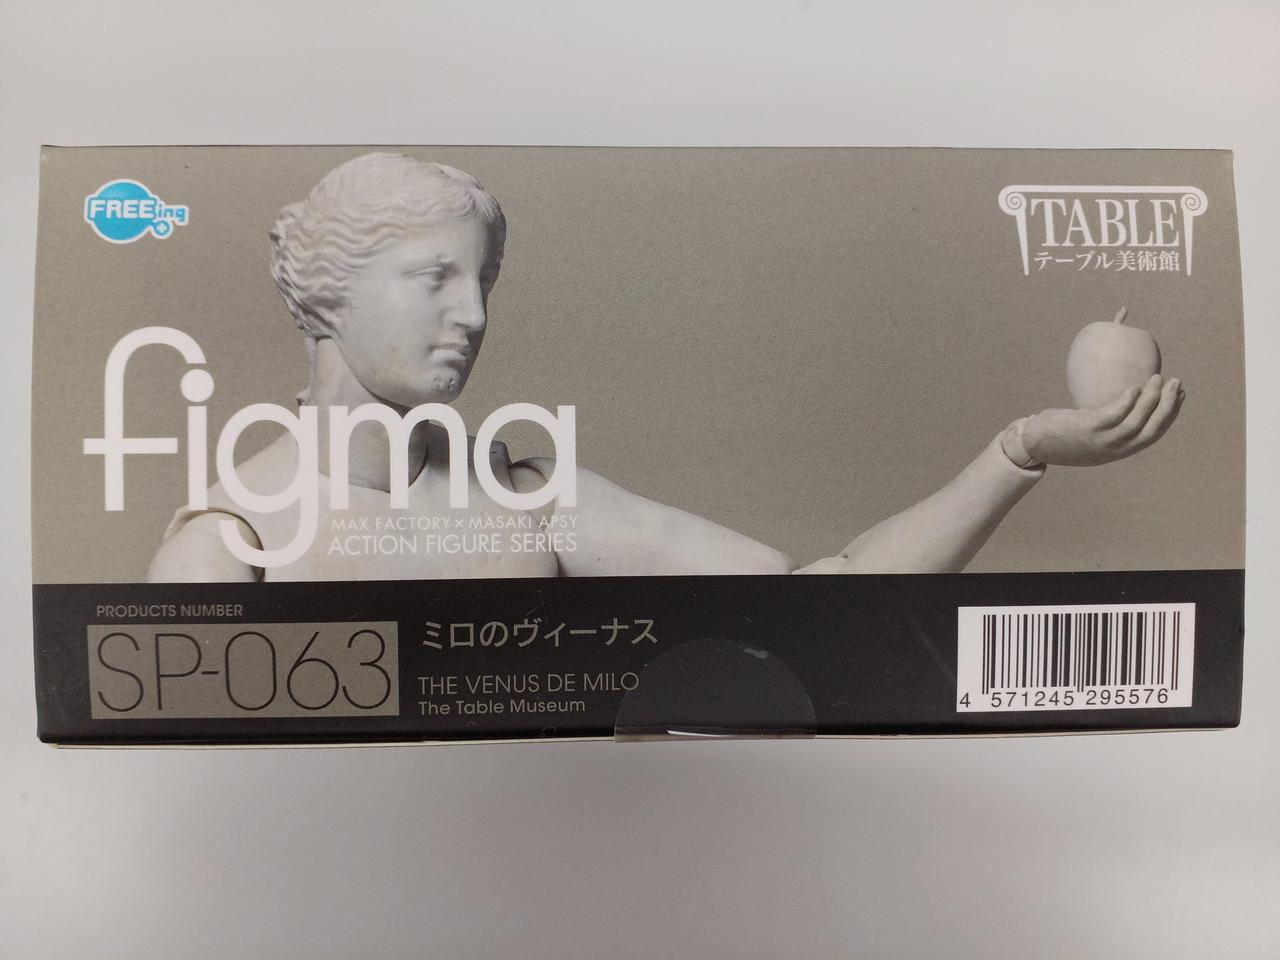 FREEing
TABLE
テーブル美術館
figma
MAX FACTORY × MASAKI APSY
ACTION FIGURE SERIES
PRODUCTS NUMBER
SP-063
ミロのヴィーナス
THE VENUS DE MILO
The Table Museum
4 571245 295576